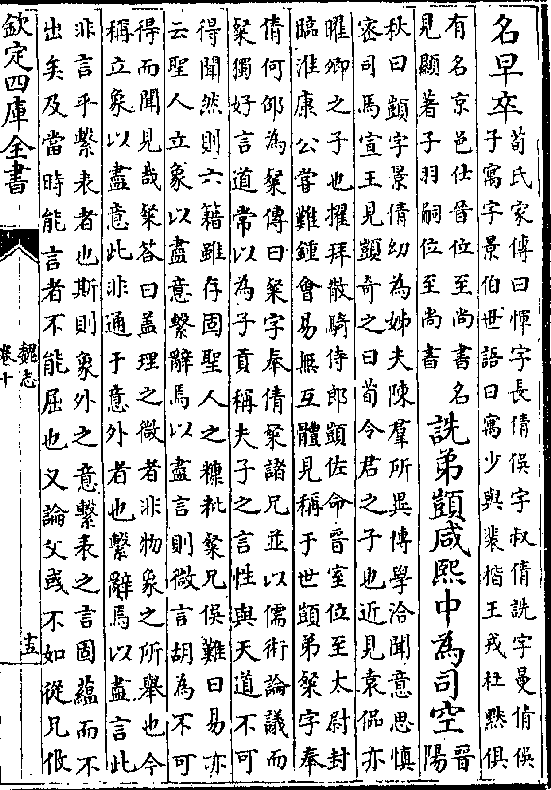 名早卒荀氏家傳曰惲字長倩俁字叔倩詵字曼倩俁
子寓字景伯世語曰寓少與裴楷王戎杜黙俱
有名京邑仕晉位至尚書名
見顯著子羽嗣位至尚書
詵弟顗咸熙中為司空晉
陽
秋曰顗字景倩幼為姊夫陳羣所異博學洽聞意思慎
宻司馬宣王見顗奇之曰荀令君之子也近見袁侃亦
曜卿之子也擢拜散騎侍郎顗佐命晉室位至太尉封
臨淮康公嘗難鍾會易無互體見稱于世顗弟粲字奉
倩何邵為粲傳曰粲字奉倩粲諸兄並以儒術論議而
粲獨好言道常以為子貢稱夫子之言性與天道不可
得聞然則六籍雖存固聖人之糠粃粲兄俁難曰易亦
云聖人立象以盡意繫辭焉以盡言則微言胡為不可
得而聞見哉粲答曰盖理之微者非物象之所舉也今
稱立象以盡意此非通于意外者也繫辭焉以盡言此
非言乎繫表者也斯則象外之意繫表之言固蘊而不
出矣及當時能言者不能屈也又論父彧不如從兄攸
欽定四庫全書
魏志
卷十
十五